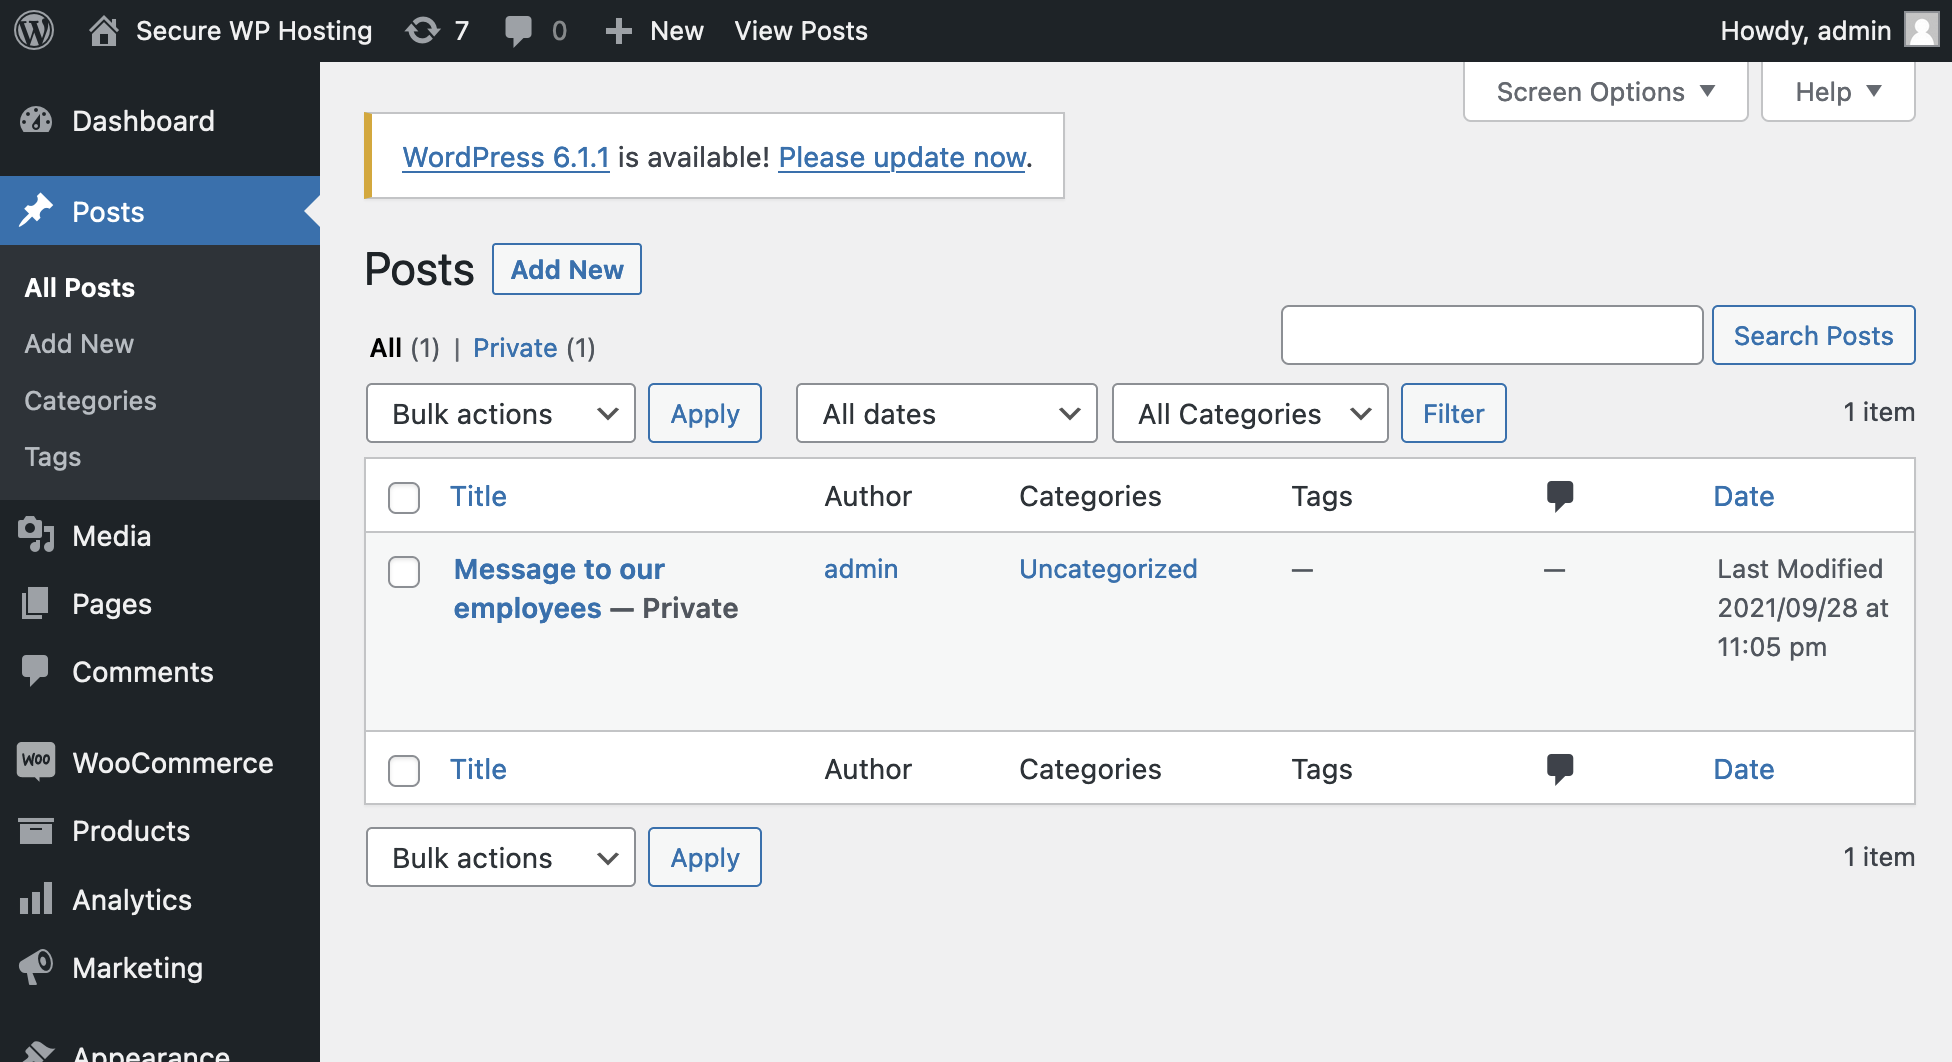 Secure WP Hosting 7 0 New View Posts Howdy, admin
Screen Options Help
Dashboard
Posts
All Posts
Add New
Categories
Tags
Media
Pages
Comments
Woo WooCommerce
Products
Analytics
Marketing
Appearance
WordPress 6.1.1 is available! Please update now.
Posts Add New
All (1) | Private (1)
Search Posts
Bulk actions Apply All dates All Categories Filter 1 item
Title Author Categories Tags Date
Message to our admin Uncategorized — — Last Modified
employees — Private 2021/09/28 at
11:05 pm
Title Author Categories Tags Date
Bulk actions Apply 1 item